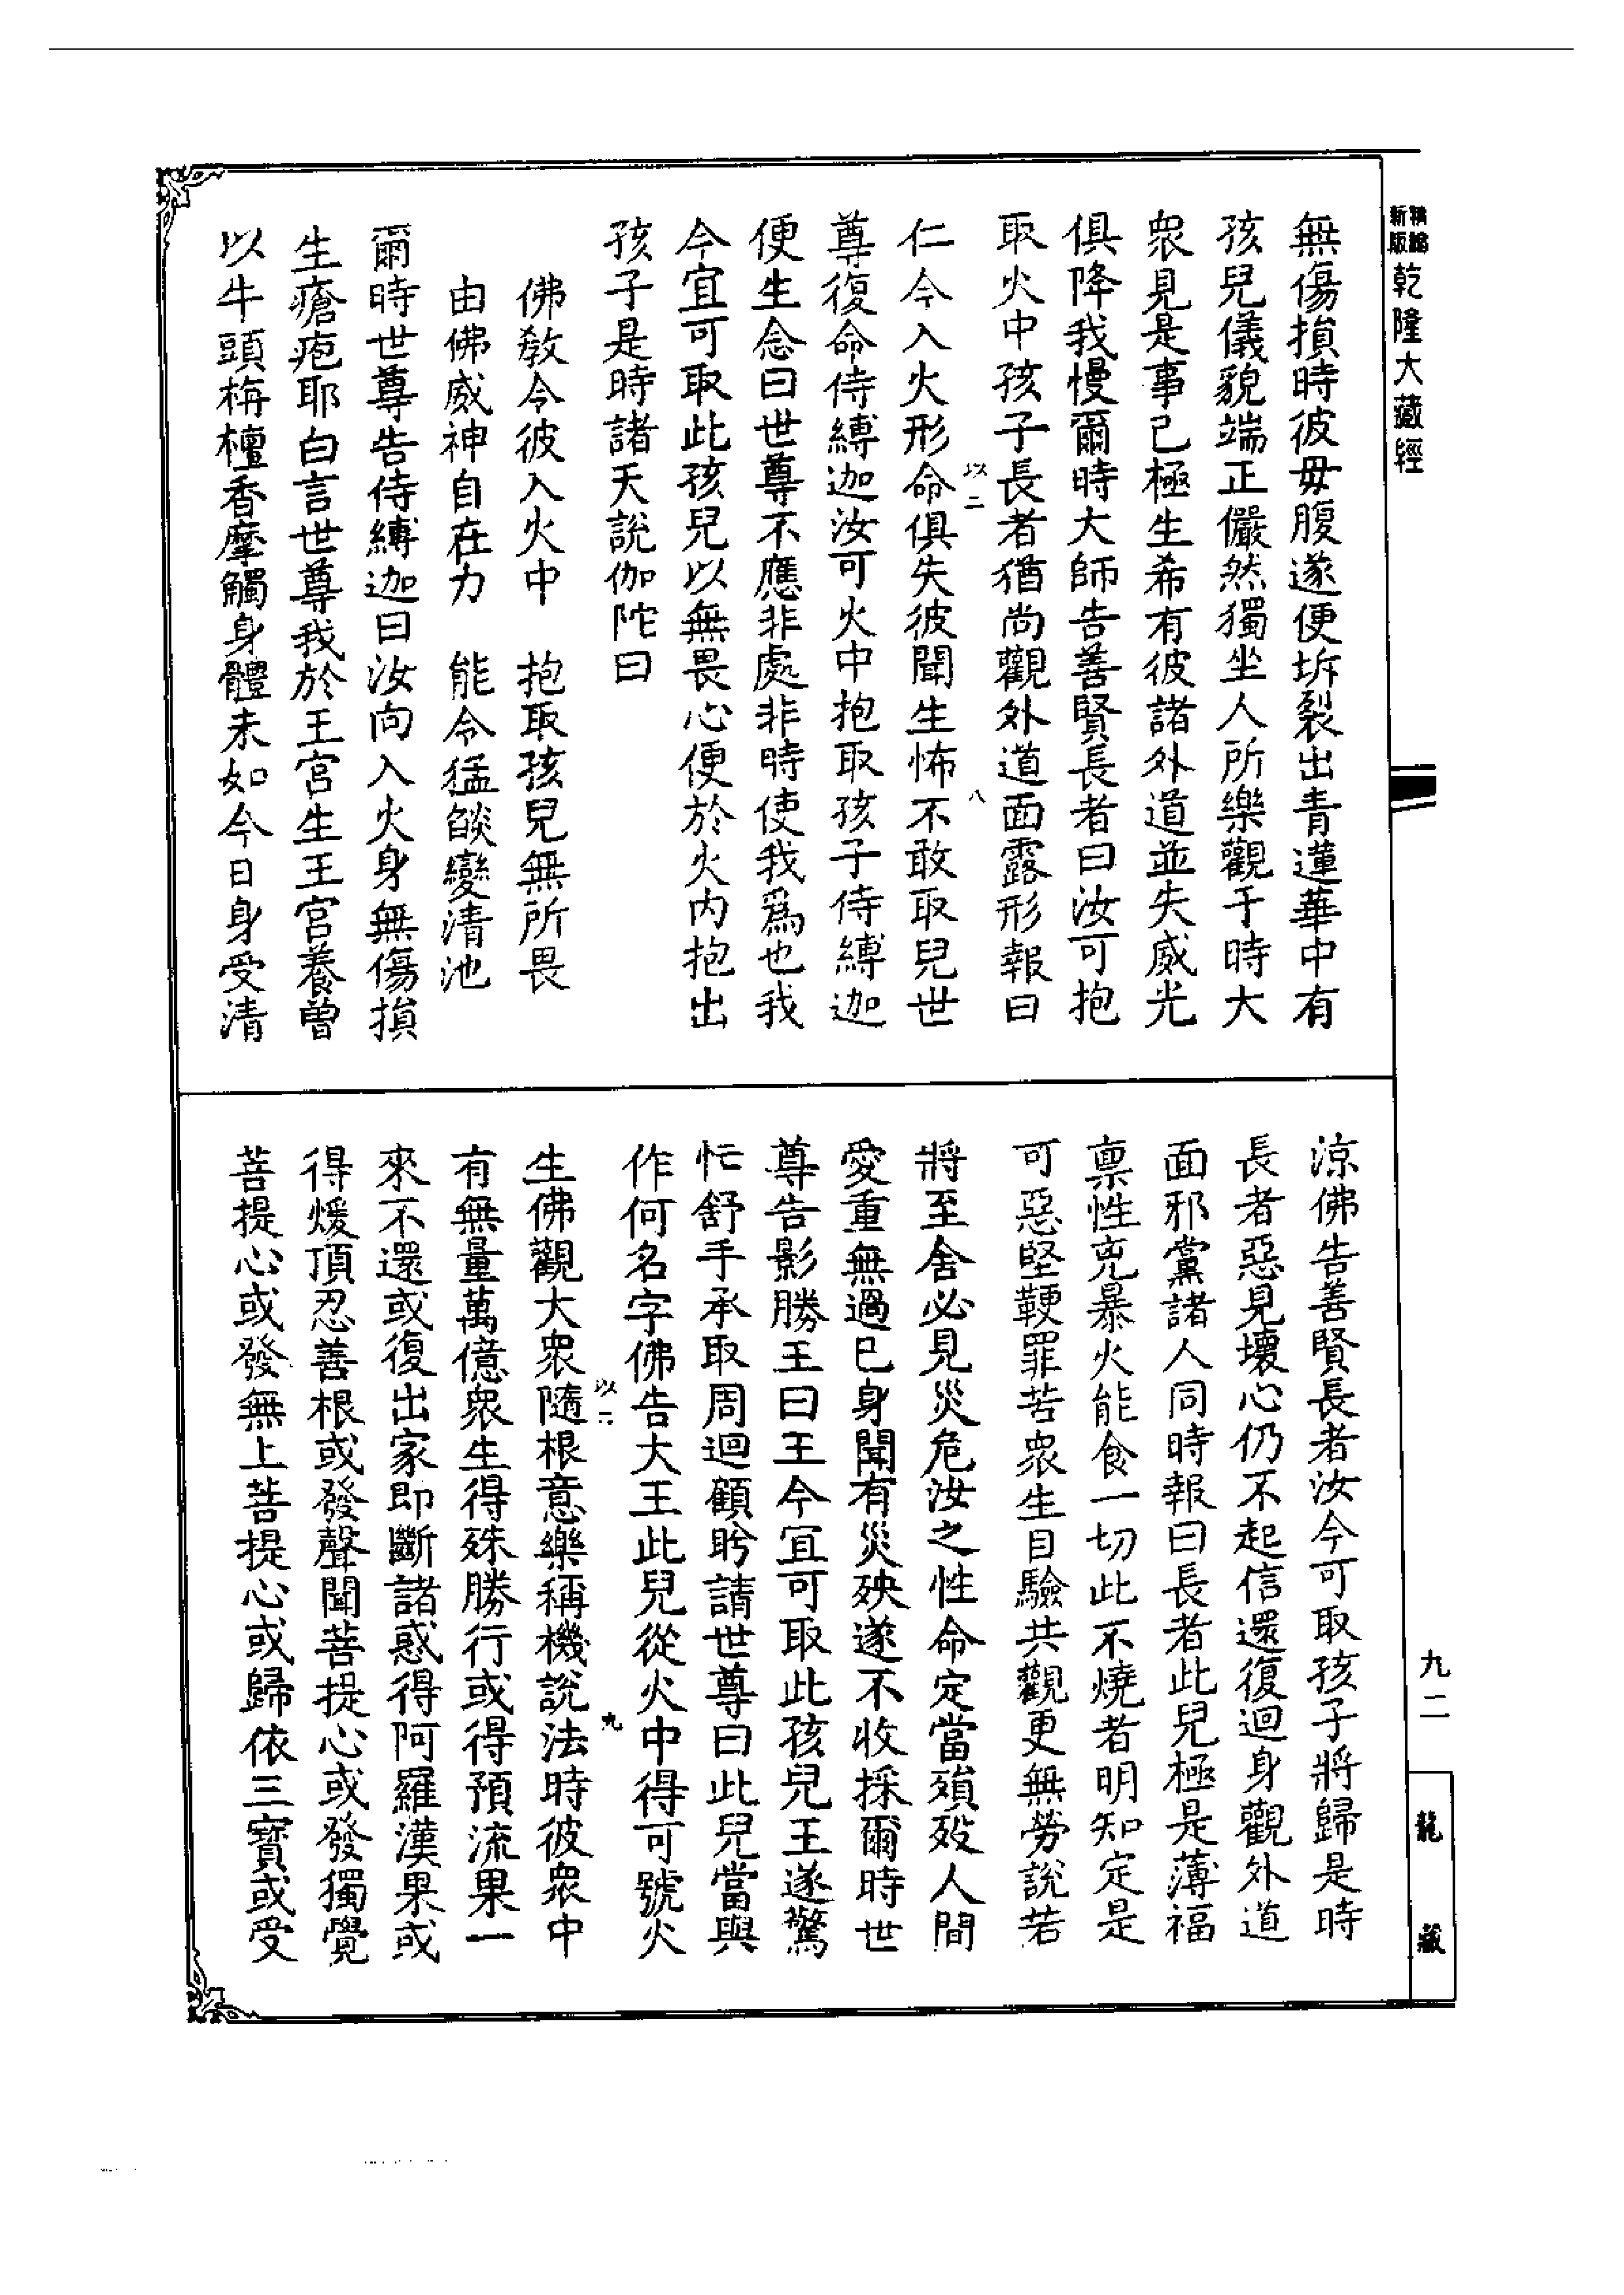 新版精縮乾隆大藏經
無傷損時彼毋腹遂便坼裂出青蓮華中有
孩兒儀貌端正儼然獨坐人所樂觀于時大
衆見是事已極生希有彼諸外道並失威光
俱降我慢爾時大師告善賢長者曰汝可抱
取火中孩子長者猶尚觀外道面露形報曰
以二
八
仁今入火形命俱失彼聞生怖不敢取兒世
尊復命侍縛迦汝可火中抱取孩子侍縛迦
便生念曰世尊不應非處非時使我爲也我
今宜可取此孩兒以無畏心便於火內抱出
孩子是時諸天說伽陀曰
佛敎令彼入火中　抱取孩兒無所畏
由佛威神自在力　能令猛燄變清池
爾時世尊告侍縛迦曰汝向入火身無傷損
生瘡疱耶白言世尊我於王宮生王宮養曾
以牛頭栴檀香摩觸身體未如今日身受清
涼佛告善賢長者汝今可取孩子將歸是時
長者惡見壞心仍不起信還復迴身觀外道
面邪黨諸人同時報曰長者此兒極是薄福
禀性兇暴火能食一切此不燒者明知定是
可惡堅鞕罪苦衆生目驗共觀更無勞說若
將至舍必見災危汝之性命定當殞歿人間
愛重無過已身聞有災殃遂不收採爾時世
尊告影勝王曰王今宜可取此孩兒王遂驚
忙舒手承取周迴顧眄請世尊曰此兒當與
作何名字佛告大王此兒從火中得可號火
以二
九
生佛觀大衆隨根意樂稱機說法時彼衆中
有無量萬億衆生得殊勝行或得預流果一
來不還或復出家即斷諸惑得阿羅漢果或
得煖頂忍善根或發聲聞菩提心或發獨覺
菩提心或發無上菩提心或歸依三寳或受
九二
龍藏